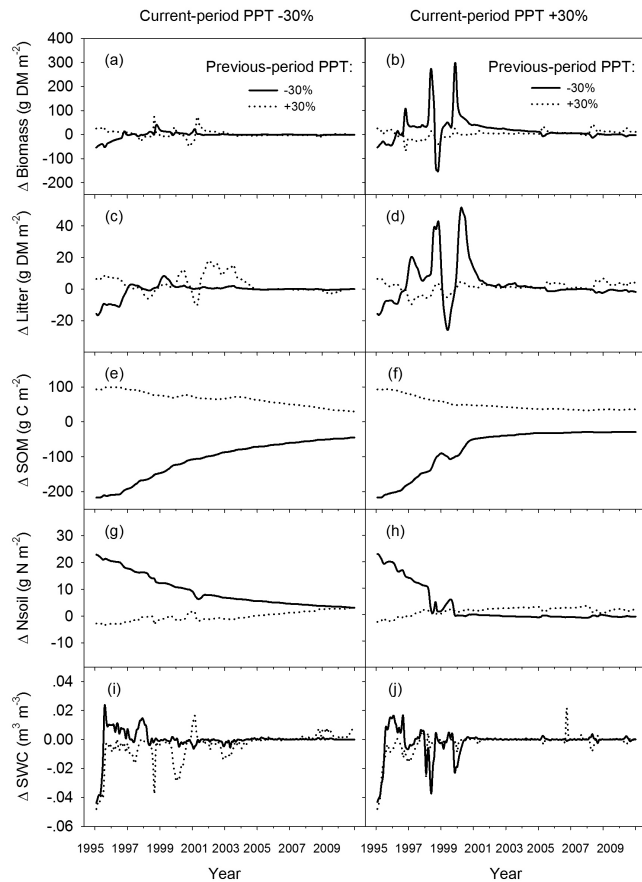 Current-period PPT -30%
Current-period PPT +30%
(a)
Previous-period PPT:
-30%
+30%
(b)
Previous-period PPT:
-30%
+30%
Δ Biomass (g DM m-2)
400
300
200
100
0
-100
-200
(c)
(d)
Δ Litter (g DM m-2)
40
20
0
-20
(e)
(f)
Δ SOM (g C m-2)
100
0
-100
-200
(g)
(h)
Δ Nsoil (g N m-2)
30
20
10
0
-10
(i)
(j)
Δ SWC (m3 m-3)
.04
.02
0.00
-.02
-.04
-.06
1995 1997 1999 2001 2003 2005 2007 2009
1995 1997 1999 2001 2003 2005 2007 2009
Year
Year